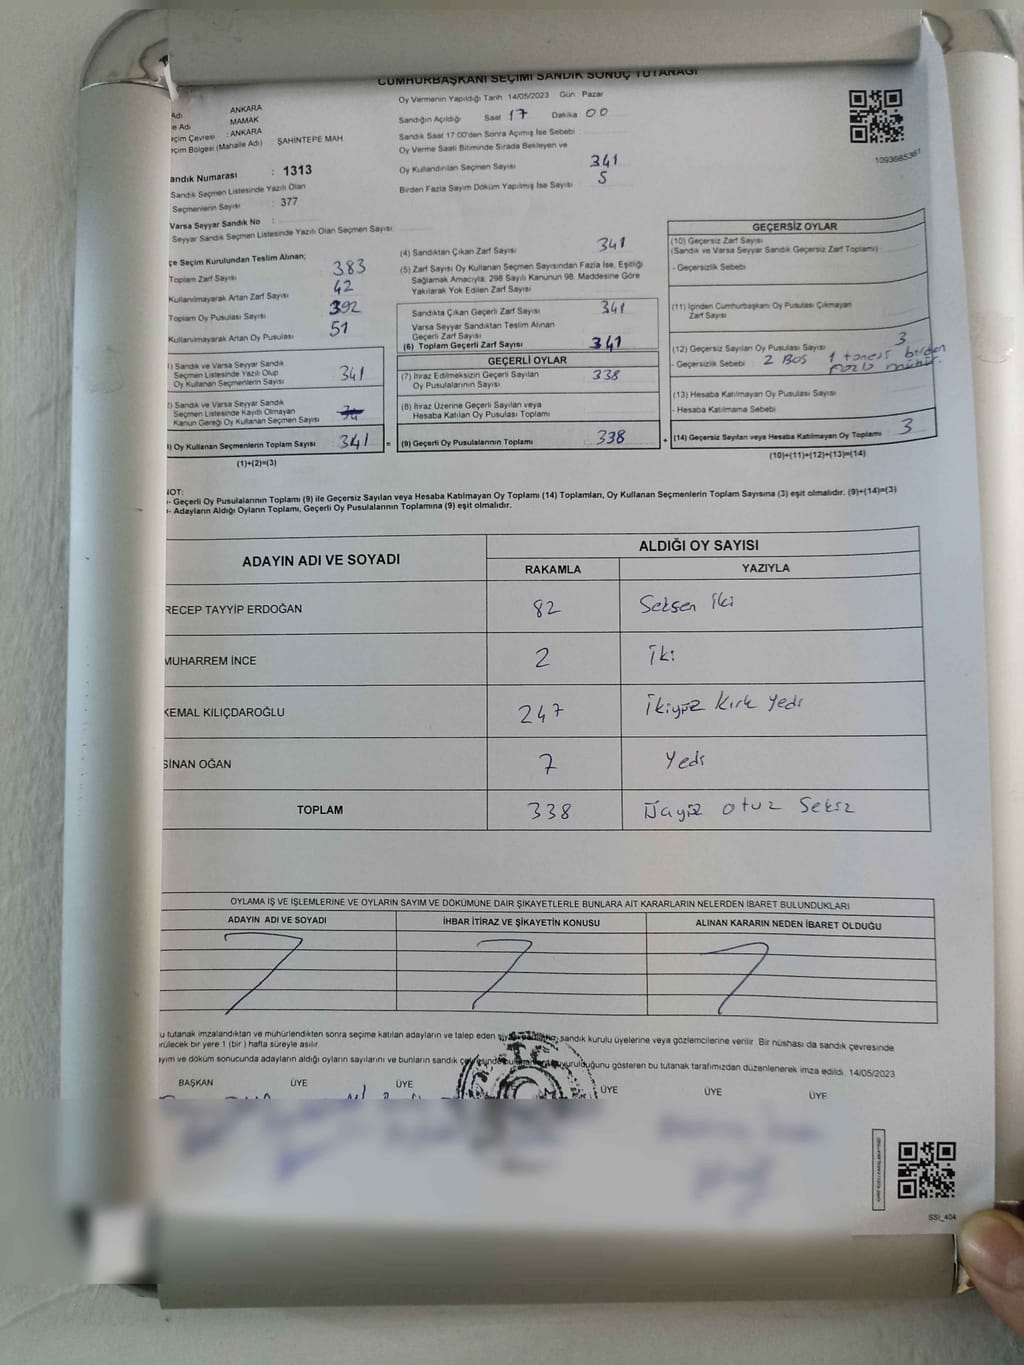 CUMHURBAŞKANI SEÇİMİ SANDIK SONUÇ TUTANAĞI
Adı ANKARA
e Adı MAMAK
eçim Çevresi : ANKARA
eçim Bölgesi (Mahalle Adı) : ŞAHİNTEPE MAH
andık Numarası : 1313
Sandık Seçmen Listesinde Yazılı Olan
Seçmenlerin Sayısı : 377
Varsa Seyyar Sandık No :
Seyyar Sandık Seçmen Listesinde Yazılı Olan Seçmen Sayısı
Oy Vermenin Yapıldığı Tarih 14/05/2023 Gün : Pazar
Sandığın Açıldığı Saat 17 Dakika 00
Sandık Saat 17:00'den Sonra Açılmış İse Sebebi
Oy Verme Saati Bitiminde Sırada Bekleyen ve
Oy Kullandırılan Seçmen Sayısı 341
Birden Fazla Sayım Döküm Yapılmış İse Sayısı 5
1093685361
çe Seçim Kurulundan Teslim Alınan;
Toplam Zarf Sayısı 383
Kullanılmayarak Artan Zarf Sayısı 42
Toplam Oy Pusulası Sayısı 392
Kullanılmayarak Artan Oy Pusulası 51
) Sandık ve Varsa Seyyar Sandık
Seçmen Listesinde Yazılı Olup
Oy Kullanan Seçmenlerin Sayısı 341
) Sandık ve Varsa Seyyar Sandık
Seçmen Listesinde Kayıtlı Olmayan
Kanun Gereği Oy Kullanan Seçmen Sayısı
) Oy Kullanan Seçmenlerin Toplam Sayısı 341 =
(1)+(2)=(3)
(4) Sandıktan Çıkan Zarf Sayısı 341
(5) Zarf Sayısı Oy Kullanan Seçmen Sayısından Fazla İse, Eşitliği
Sağlamak Amacıyla; 298 Sayılı Kanunun 98. Maddesine Göre
Yakılarak Yok Edilen Zarf Sayısı
Sandıkta Çıkan Geçerli Zarf Sayısı 341
Varsa Seyyar Sandıktan Teslim Alınan
Geçerli Zarf Sayısı
(6) Toplam Geçerli Zarf Sayısı 341
GEÇERLİ OYLAR
(7) İtiraz Edilmeksizin Geçerli Sayılan
Oy Pusulalarının Sayısı 338
(8) İtiraz Üzerine Geçerli Sayılan veya
Hesaba Katılan Oy Pusulası Toplamı
(9) Geçerli Oy Pusulalarının Toplamı : 338 +
GEÇERSİZ OYLAR
(10) Geçersiz Zarf Sayısı
(Sandık ve Varsa Seyyar Sandık Geçersiz Zarf Toplamı)
- Geçersizlik Sebebi
(11) İçinden Cumhurbaşkanı Oy Pusulası Çıkmayan
Zarf Sayısı
(12) Geçersiz Sayılan Oy Pusulası Sayısı 3
- Geçersizlik Sebebi 2 BOŞ 1 tanesi birden
fazla mühür.
(13) Hesaba Katılmayan Oy Pusulası Sayısı
- Hesaba Katılmama Sebebi
(14) Geçersiz Sayılan veya Hesaba Katılmayan Oy Toplamı 3
(10)+(11)+(12)+(13)=(14)
NOT:
- Geçerli Oy Pusulalarının Toplamı (9) ile Geçersiz Sayılan veya Hesaba Katılmayan Oy Toplamı (14) Toplamları, Oy Kullanan Seçmenlerin Toplam Sayısına (3) eşit olmalıdır. (9)+(14)=(3)
- Adayların Aldığı Oyların Toplamı, Geçerli Oy Pusulalarının Toplamına (9) eşit olmalıdır.
ADAYIN ADI VE SOYADI ALDIĞI OY SAYISI
RAKAMLA YAZIYLA
RECEP TAYYİP ERDOĞAN 82 Seksen iki
MUHARREM İNCE 2 İki
KEMAL KILIÇDAROĞLU 247 İkiyüz Kırk Yedi
SİNAN OĞAN 7 Yedi
TOPLAM 338 Üçyüz otuz Sekiz
OYLAMA İŞ VE İŞLEMLERİNE VE OYLARIN SAYIM VE DÖKÜMÜNE DAİR ŞİKAYETLERLE BUNLARA AİT KARARLARIN NELERDEN İBARET BULUNDUKLARI
ADAYIN ADI VE SOYADI İHBAR İTİRAZ VE ŞİKAYETİN KONUSU ALINAN KARARIN NEDEN İBARET OLDUĞU
u tutanak imzalandıktan ve mühürlendikten sonra seçime katılan adayların ve talep eden sandık kurulu üyelerine veya gözlemcilerine verilir. Bir nüshası da sandık çevresinde
rülecek bir yere 1 (bir) hafta süreyle asılır.
ayım ve döküm sonucunda adayların aldığı oyların sayılarını ve bunların sandık gösteren bu tutanak tarafımızdan düzenlenerek imza edildi. 14/05/2023
BAŞKAN ÜYE ÜYE ÜYE ÜYE ÜYE
SSI_404